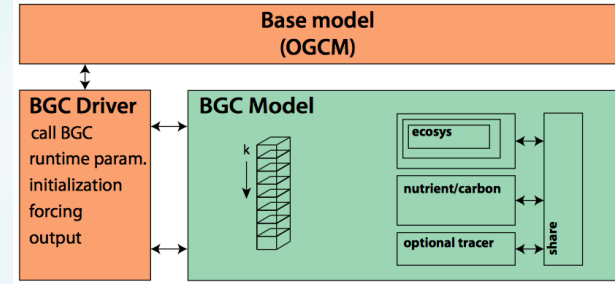 Base model
(OGCM)
BGC Driver
call BGC
runtime param.
initialization
forcing
output
BGC Model
k
ecosys
nutrient/carbon
optional tracer
share